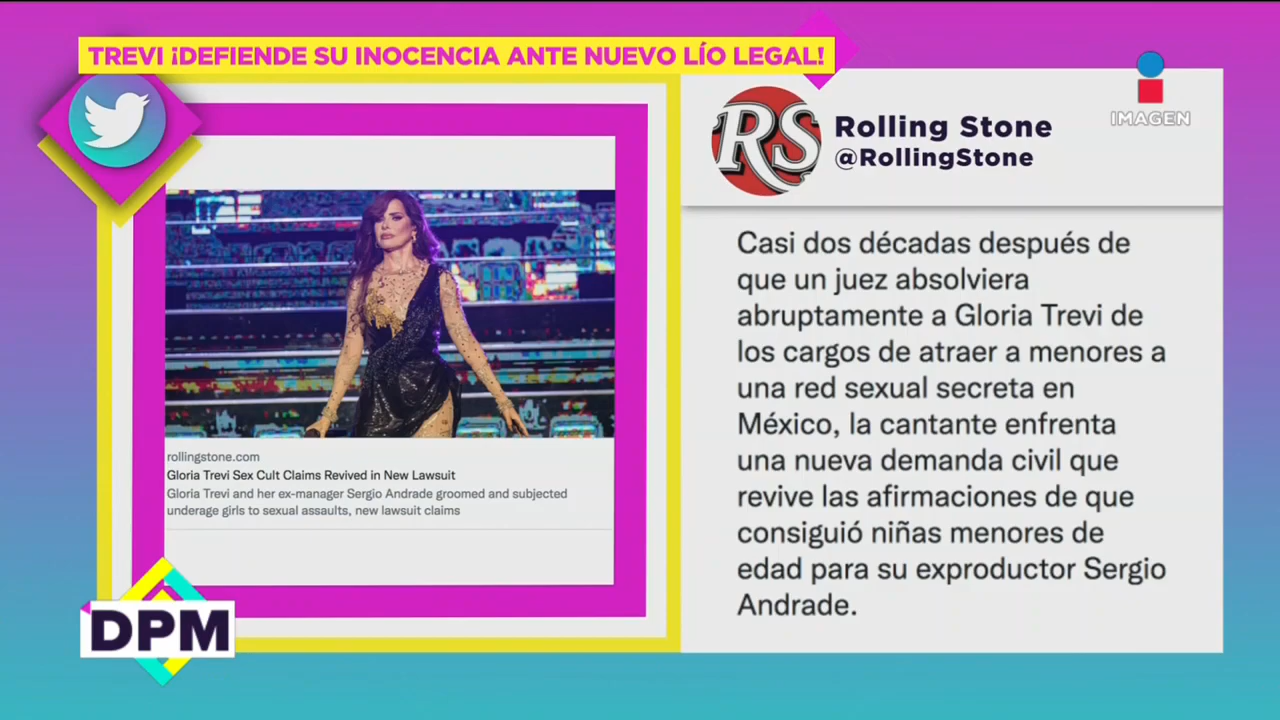 TREVI ¡DEFIENDE SU INOCENCIA ANTE NUEVO LÍO LEGAL!
IMAGEN
RS
Rolling Stone
@RollingStone
rollingstone.com
Gloria Trevi Sex Cult Claims Revived in New Lawsuit
Gloria Trevi and her ex-manager Sergio Andrade groomed and subjected
underage girls to sexual assaults, new lawsuit claims
Casi dos décadas después de
que un juez absolviera
abruptamente a Gloria Trevi de
los cargos de atraer a menores a
una red sexual secreta en
México, la cantante enfrenta
una nueva demanda civil que
revive las afirmaciones de que
consiguió niñas menores de
edad para su exproductor Sergio
Andrade.
DPM